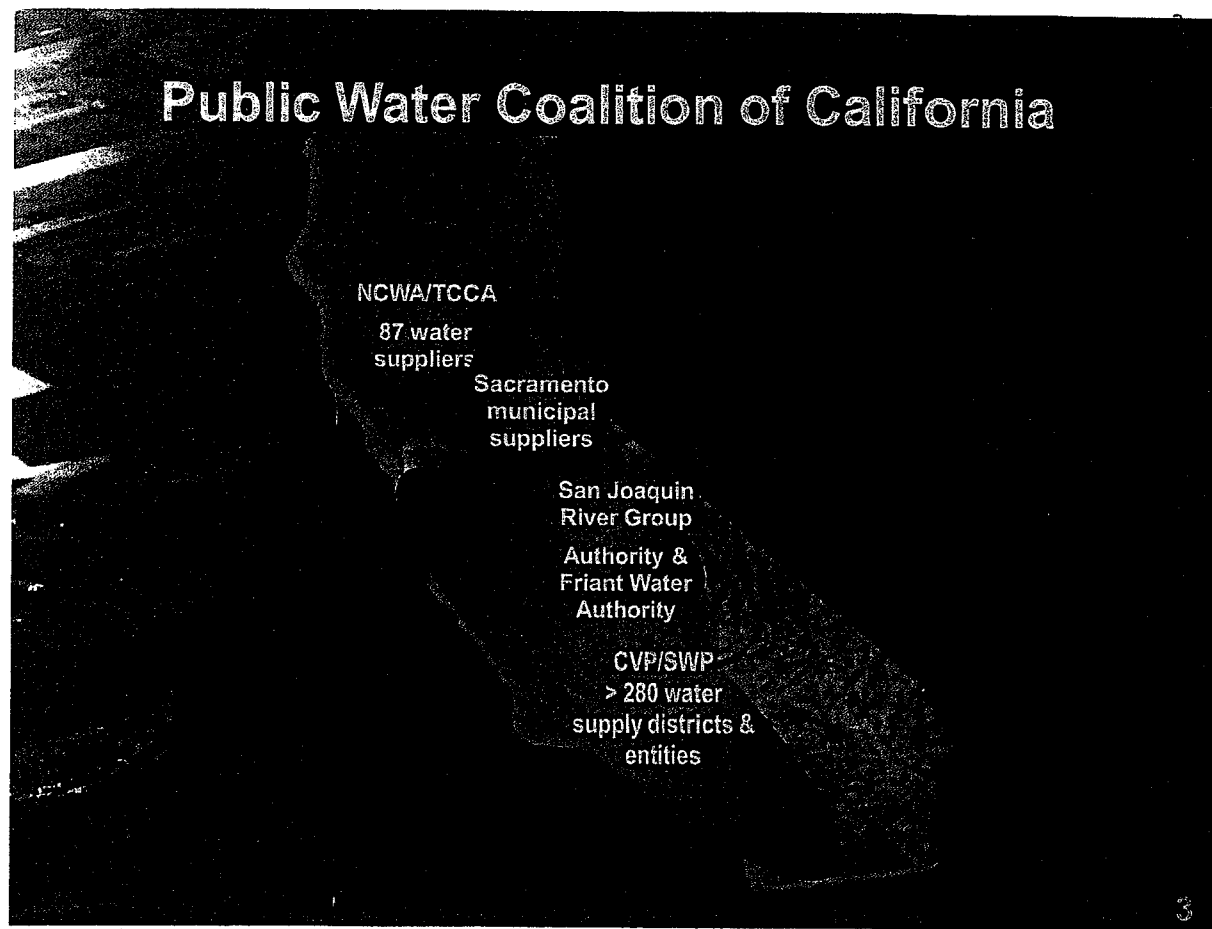 Public Water Coalition of California
NCWA/TCCA
87 water
suppliers
Sacramento
municipal
suppliers
San Joaquin
River Group
Authority &
Friant Water
Authority
CVP/SWP
> 280 water
supply districts &
entities
3